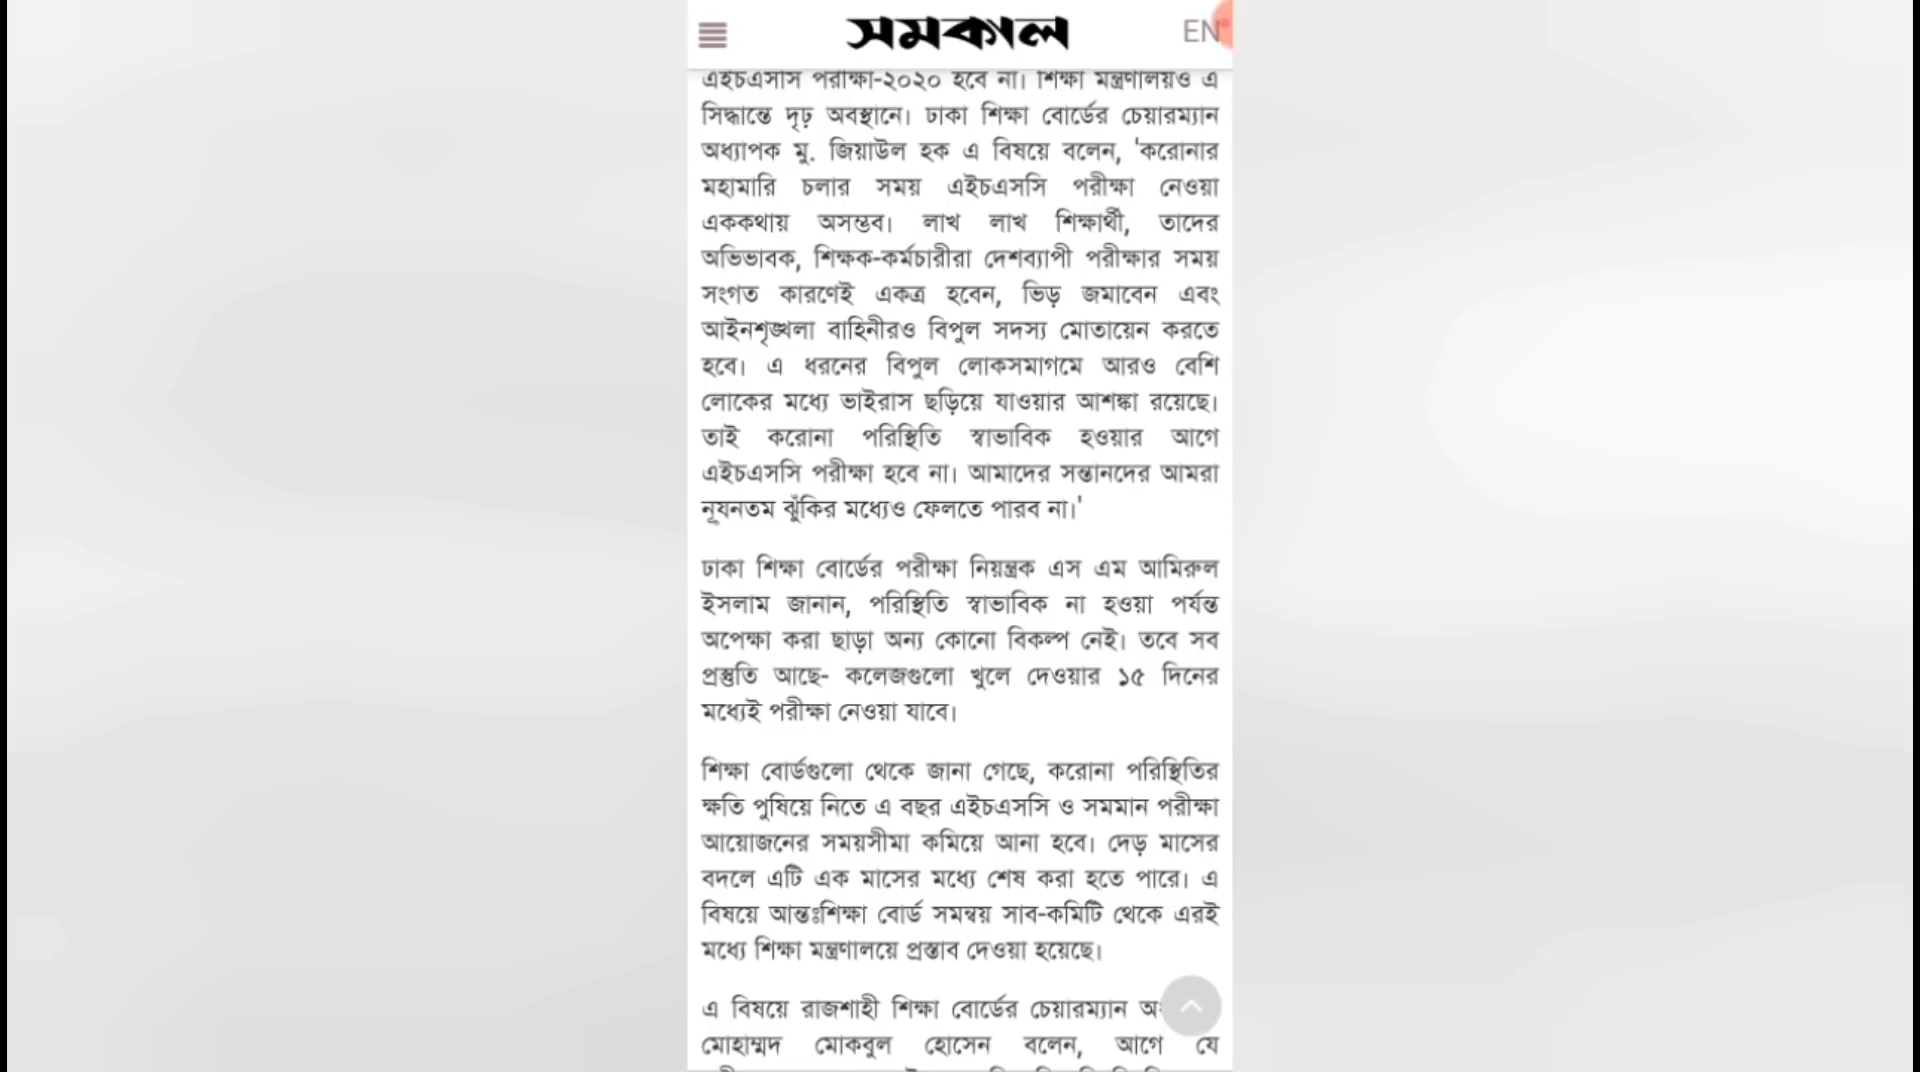 সমকাল
EN
এইচএসসি পরীক্ষা-২০২০ হবে না। শিক্ষা মন্ত্রণালয়ও এ
সিদ্ধান্তে দৃঢ় অবস্থানে। ঢাকা শিক্ষা বোর্ডের চেয়ারম্যান
অধ্যাপক মু. জিয়াউল হক এ বিষয়ে বলেন, 'করোনার
মহামারি চলার সময় এইচএসসি পরীক্ষা নেওয়া
এককথায় অসম্ভব। লাখ লাখ শিক্ষার্থী, তাদের
অভিভাবক, শিক্ষক-কর্মচারীরা দেশব্যাপী পরীক্ষার সময়
সংগত কারণেই একত্র হবেন, ভিড় জমাবেন এবং
আইনশৃঙ্খলা বাহিনীরও বিপুল সদস্য মোতায়েন করতে
হবে। এ ধরনের বিপুল লোকসমাগমে আরও বেশি
লোকের মধ্যে ভাইরাস ছড়িয়ে যাওয়ার আশঙ্কা রয়েছে।
তাই করোনা পরিস্থিতি স্বাভাবিক হওয়ার আগে
এইচএসসি পরীক্ষা হবে না। আমাদের সন্তানদের আমরা
নূ্যনতম ঝুঁকির মধ্যেও ফেলতে পারব না।'
ঢাকা শিক্ষা বোর্ডের পরীক্ষা নিয়ন্ত্রক এস এম আমিরুল
ইসলাম জানান, পরিস্থিতি স্বাভাবিক না হওয়া পর্যন্ত
অপেক্ষা করা ছাড়া অন্য কোনো বিকল্প নেই। তবে সব
প্রস্তুতি আছে- কলেজগুলো খুলে দেওয়ার ১৫ দিনের
মধ্যেই পরীক্ষা নেওয়া যাবে।
শিক্ষা বোর্ডগুলো থেকে জানা গেছে, করোনা পরিস্থিতির
ক্ষতি পুষিয়ে নিতে এ বছর এইচএসসি ও সমমান পরীক্ষা
আয়োজনের সময়সীমা কমিয়ে আনা হবে। দেড় মাসের
বদলে এটি এক মাসের মধ্যে শেষ করা হতে পারে। এ
বিষয়ে আন্তঃশিক্ষা বোর্ড সমন্বয় সাব-কমিটি থেকে এরই
মধ্যে শিক্ষা মন্ত্রণালয়ে প্রস্তাব দেওয়া হয়েছে।
এ বিষয়ে রাজশাহী শিক্ষা বোর্ডের চেয়ারম্যান
মোহাম্মদ মোকবুল হোসেন বলেন, আগে যে